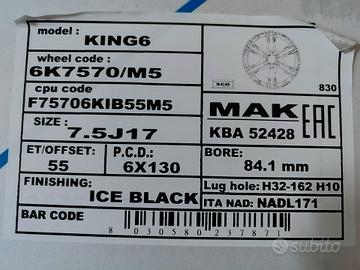 model :
KING6
wheel code :
6K7570/M5
cpu code
F75706KIB55M5
SIZE :
7.5J17
ET/OFFSET:
55
P.C.D.:
6X130
FINISHING:
ICE BLACK
BAR CODE
8 030580 237871
ECO
830
MAK EAC
KBA 52428
BORE:
84.1 mm
Lug hole: H32-162 H10
ITA NAD: NADL171
subito